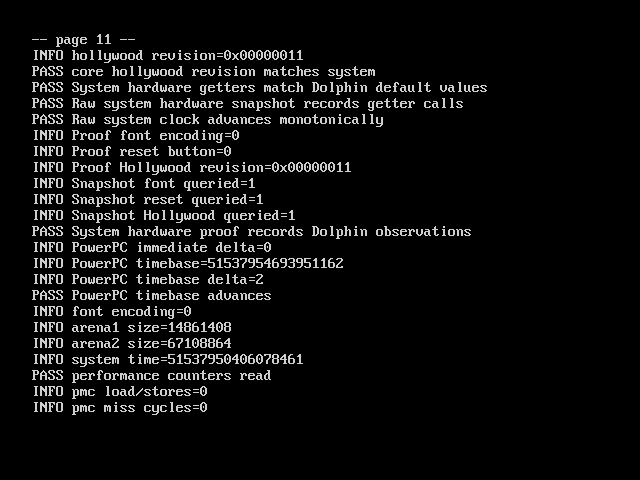 -- page 11 --
INFO hollywood revision=0x00000011
PASS core hollywood revision matches system
PASS System hardware getters match Dolphin default values
PASS Raw system hardware snapshot records getter calls
PASS Raw system clock advances monotonically
INFO Proof font encoding=0
INFO Proof reset button=0
INFO Proof Hollywood revision=0x00000011
INFO Snapshot font queried=1
INFO Snapshot reset queried=1
INFO Snapshot Hollywood queried=1
PASS System hardware proof records Dolphin observations
INFO PowerPC immediate delta=0
INFO PowerPC timebase=51537954693951162
INFO PowerPC timebase delta=2
PASS PowerPC timebase advances
INFO font encoding=0
INFO arena1 size=14861408
INFO arena2 size=67108864
INFO system time=51537950406078461
PASS performance counters read
INFO pmc load/stores=0
INFO pmc miss cycles=0